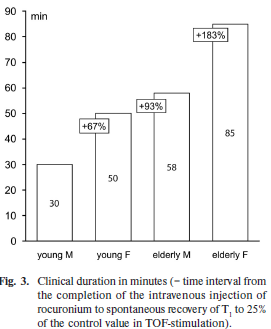 90
min
80
+183%
70
60
+93%
50
+67%
40
30
20
10
0
30
50
58
85
young M young F elderly M elderly F
Fig. 3. Clinical duration in minutes (– time interval from
the completion of the intravenous injection of
rocuronium to spontaneous recovery of T1 to 25%
of the control value in TOF-stimulation).